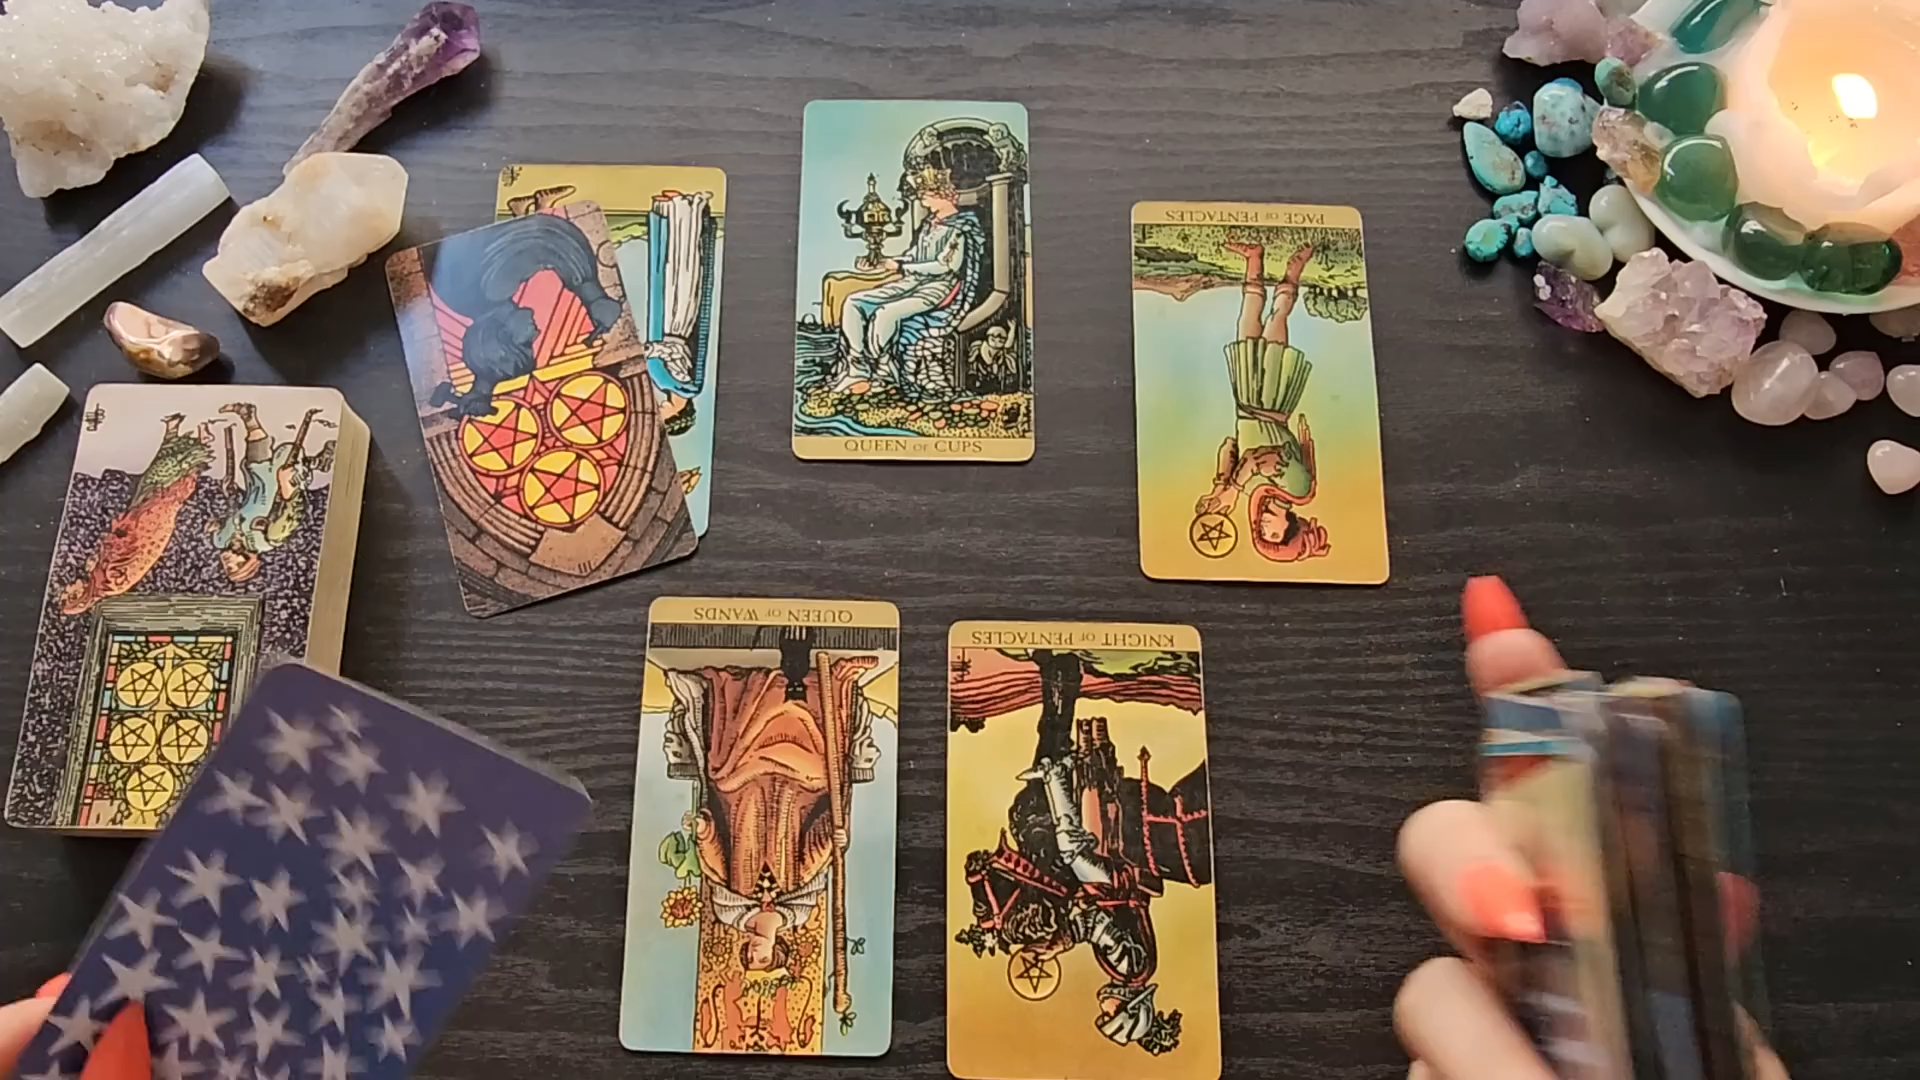 QUEEN OF CUPS
PAGE OF PENTACLES
QUEEN OF WANDS
KNIGHT OF PENTACLES